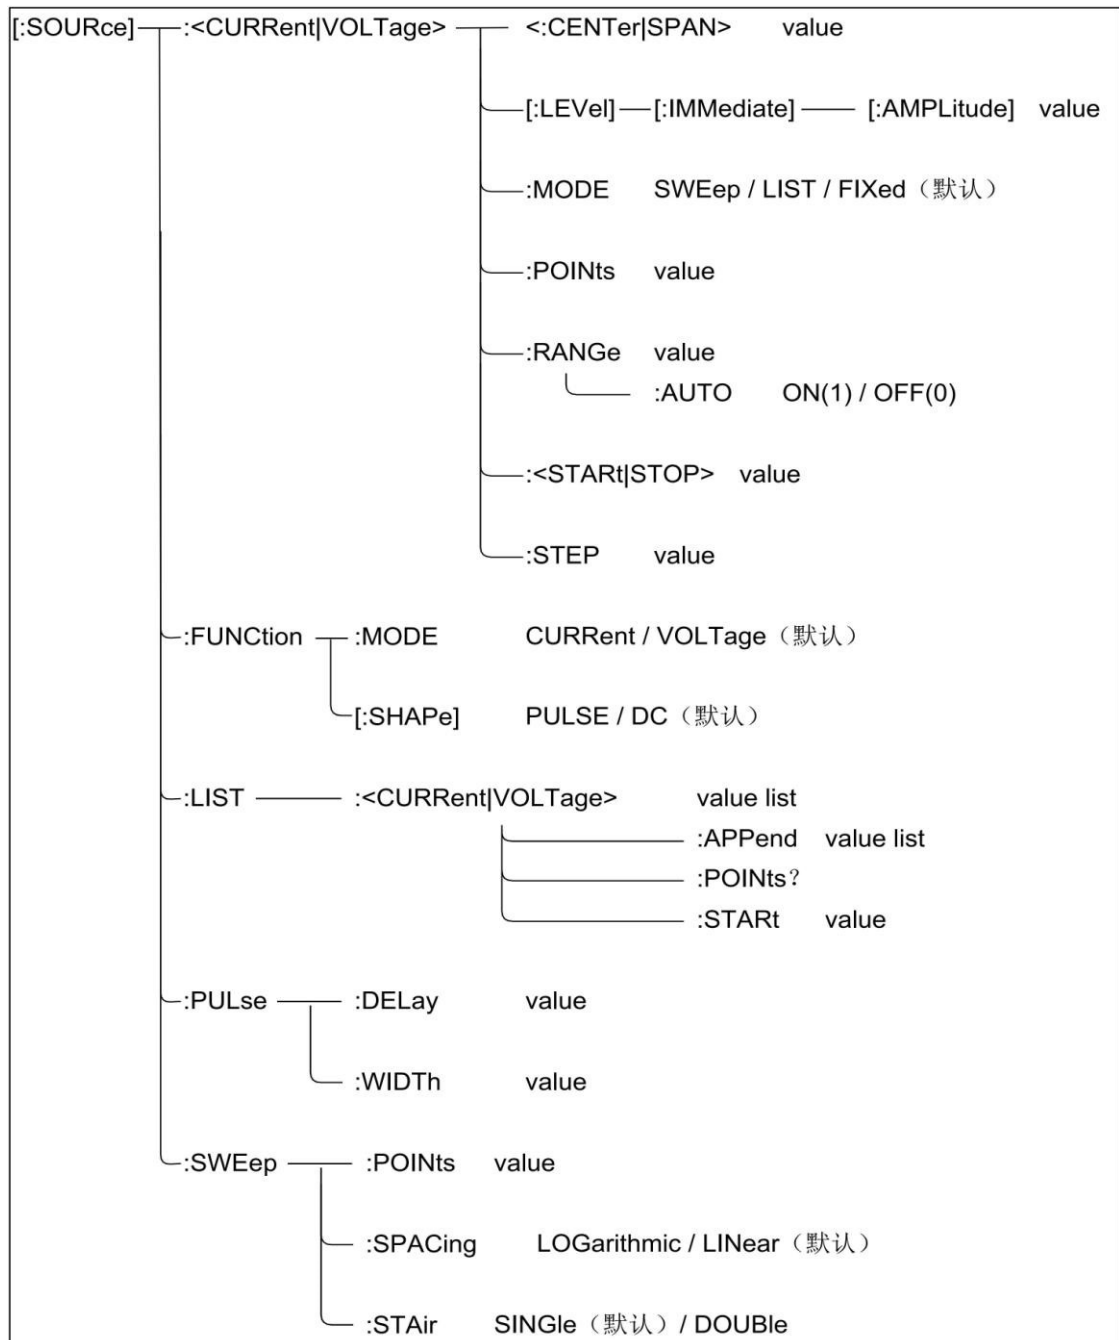 [:SOURce] :<CURRent|VOLTage> <:CENTer|SPAN> value
[:LEVel] [:IMMediate] [:AMPLitude] value
:MODE SWEep / LIST / FIXed（默认）
:POINts value
:RANGe value
:AUTO ON(1) / OFF(0)
:<STARt|STOP> value
:STEP value
:FUNCtion :MODE CURRent / VOLTage（默认）
[:SHAPe] PULSE / DC（默认）
:LIST :<CURRent|VOLTage> value list
:APPend value list
:POINts？
:STARt value
:PULse :DELay value
:WIDTh value
:SWEep :POINts value
:SPACing LOGarithmic / LINear（默认）
:STAir SINGle（默认）/ DOUBle